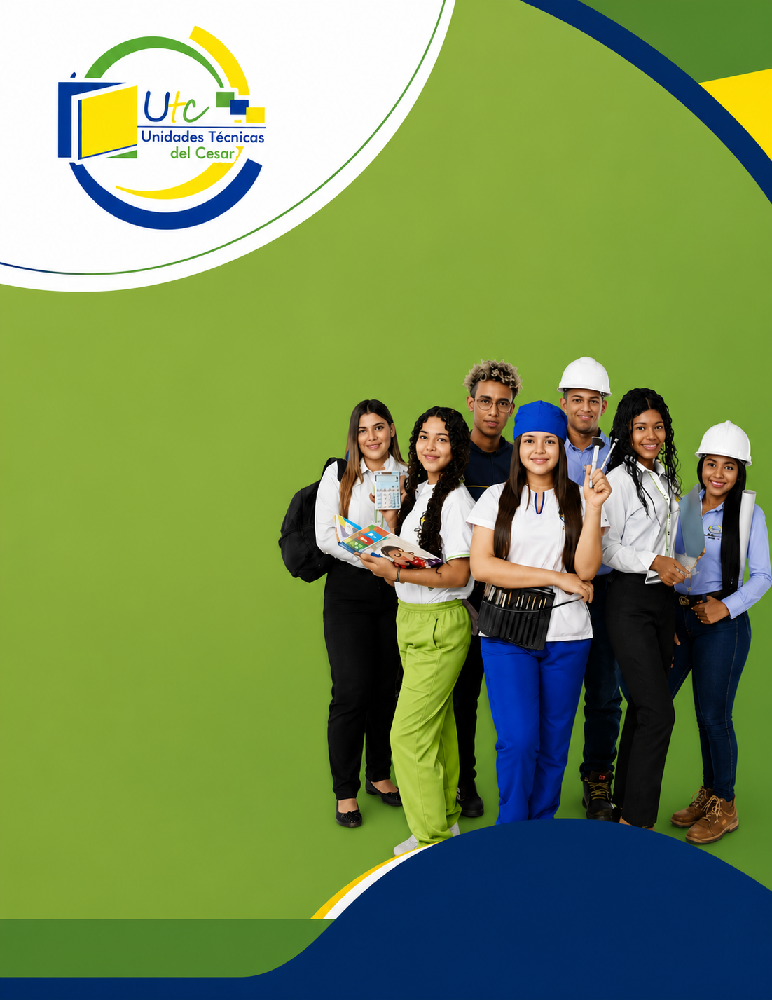 Utc
Unidades Técnicas
del Cesar